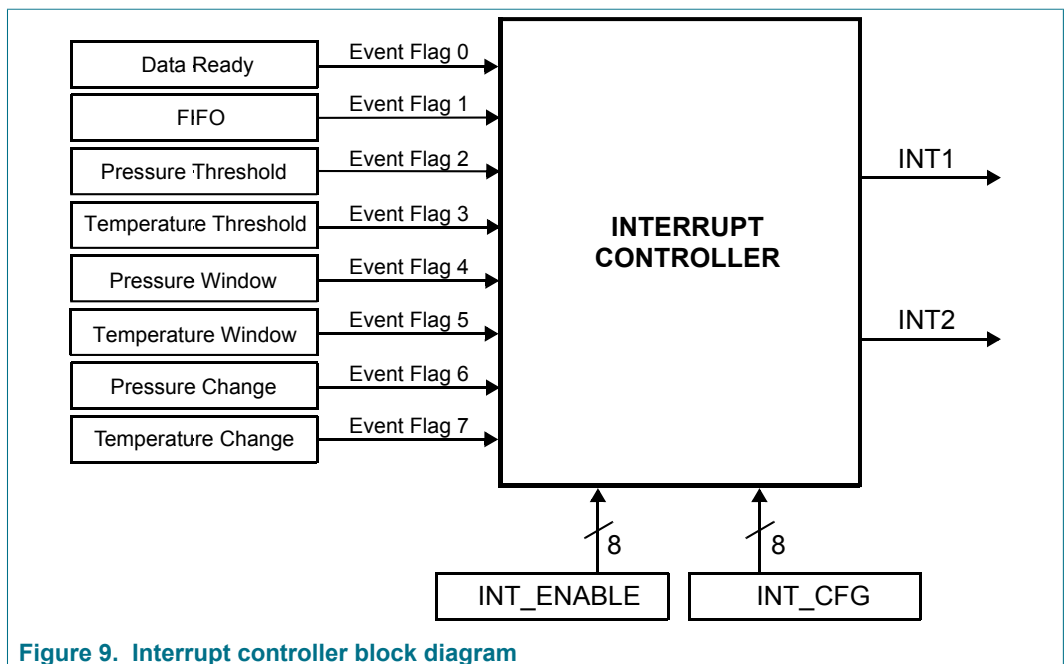 Data Ready
Event Flag 0
FIFO
Event Flag 1
Pressure Threshold
Event Flag 2
Temperature Threshold
Event Flag 3
Pressure Window
Event Flag 4
Temperature Window
Event Flag 5
Pressure Change
Event Flag 6
Temperature Change
Event Flag 7
INTERRUPT
CONTROLLER
INT1
INT2
8
8
INT_ENABLE
INT_CFG
Figure 9. Interrupt controller block diagram